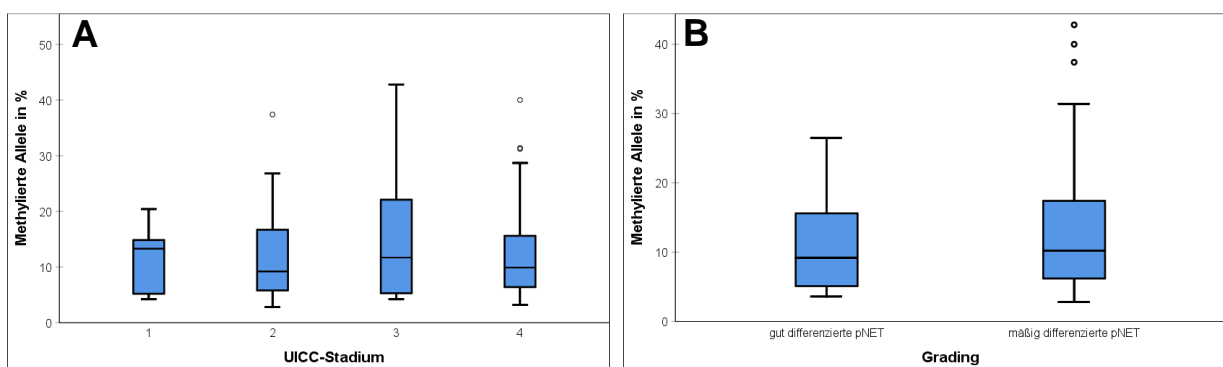 A
Methylierte Allele in %
50
40
30
20
10
0
1 2 3 4
UICC-Stadium
B
Methylierte Allele in %
40
30
20
10
0
gut differenzierte pNET mäßig differenzierte pNET
Grading